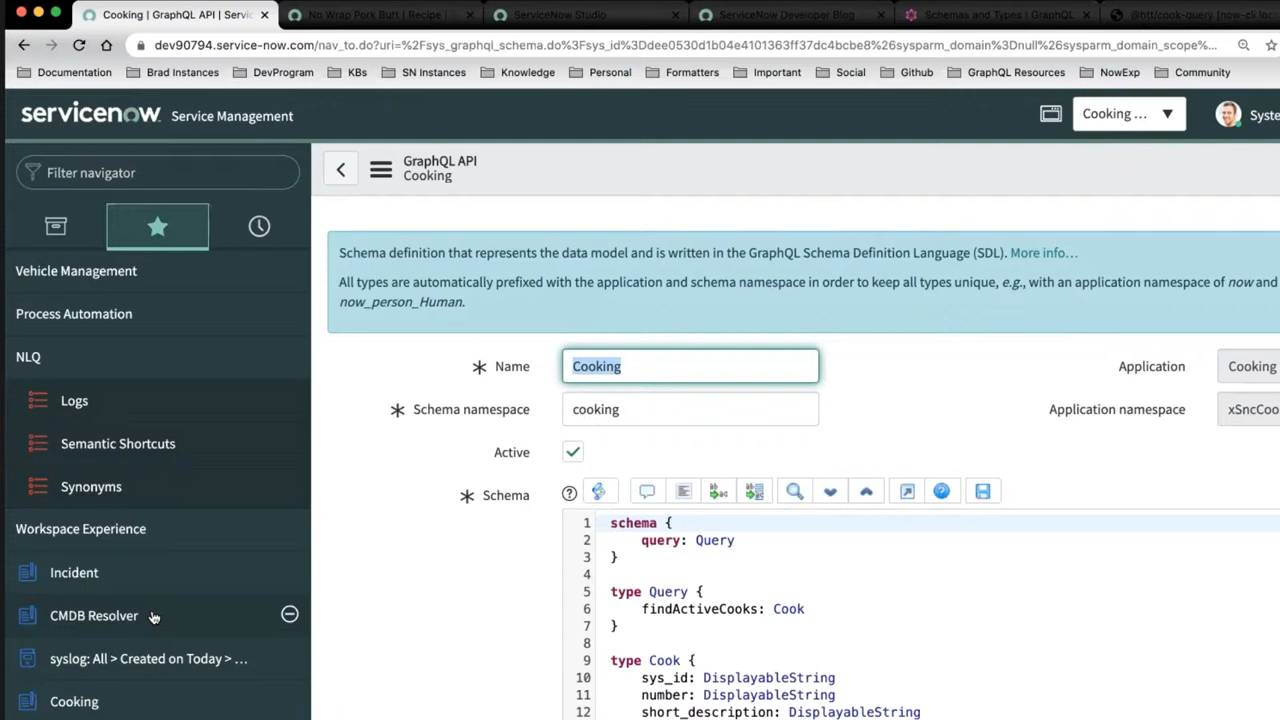 Cooking | GraphQL API | Servic
No Wrap Pork Butt | Recipe |
ServiceNow Studio
ServiceNow Developer Blog
Schemas and Types | GraphQL
@btt/cook-query [now-cli loc
dev90794.service-now.com/nav_to.do?uri=%2Fsys_graphql_schema.do%3Fsys_id%3Ddee0530d1b04e4101363ff37dc4bcbe8%26sysparm_domain%3Dnull%26sysparm_domain_scope%...
Documentation
Brad Instances
DevProgram
KBs
SN Instances
Knowledge
Personal
Formatters
Important
Social
Github
GraphQL Resources
NowExp
Community
servicenow Service Management
Cooking ...
Syste
Filter navigator
GraphQL API
Cooking
Vehicle Management
Process Automation
NLQ
Logs
Semantic Shortcuts
Synonyms
Workspace Experience
Incident
CMDB Resolver
syslog: All > Created on Today > ...
Cooking
Schema definition that represents the data model and is written in the GraphQL Schema Definition Language (SDL). More info...
All types are automatically prefixed with the application and schema namespace in order to keep all types unique, e.g., with an application namespace of now and
now_person_Human.
Name Cooking
Application Cooking
Schema namespace cooking
Application namespace xSncCoo
Active
Schema
1 schema {
2 query: Query
3 }
4
5 type Query {
6 findActiveCooks: Cook
7 }
8
9 type Cook {
10 sys_id: DisplayableString
11 number: DisplayableString
12 short_description: DisplayableString